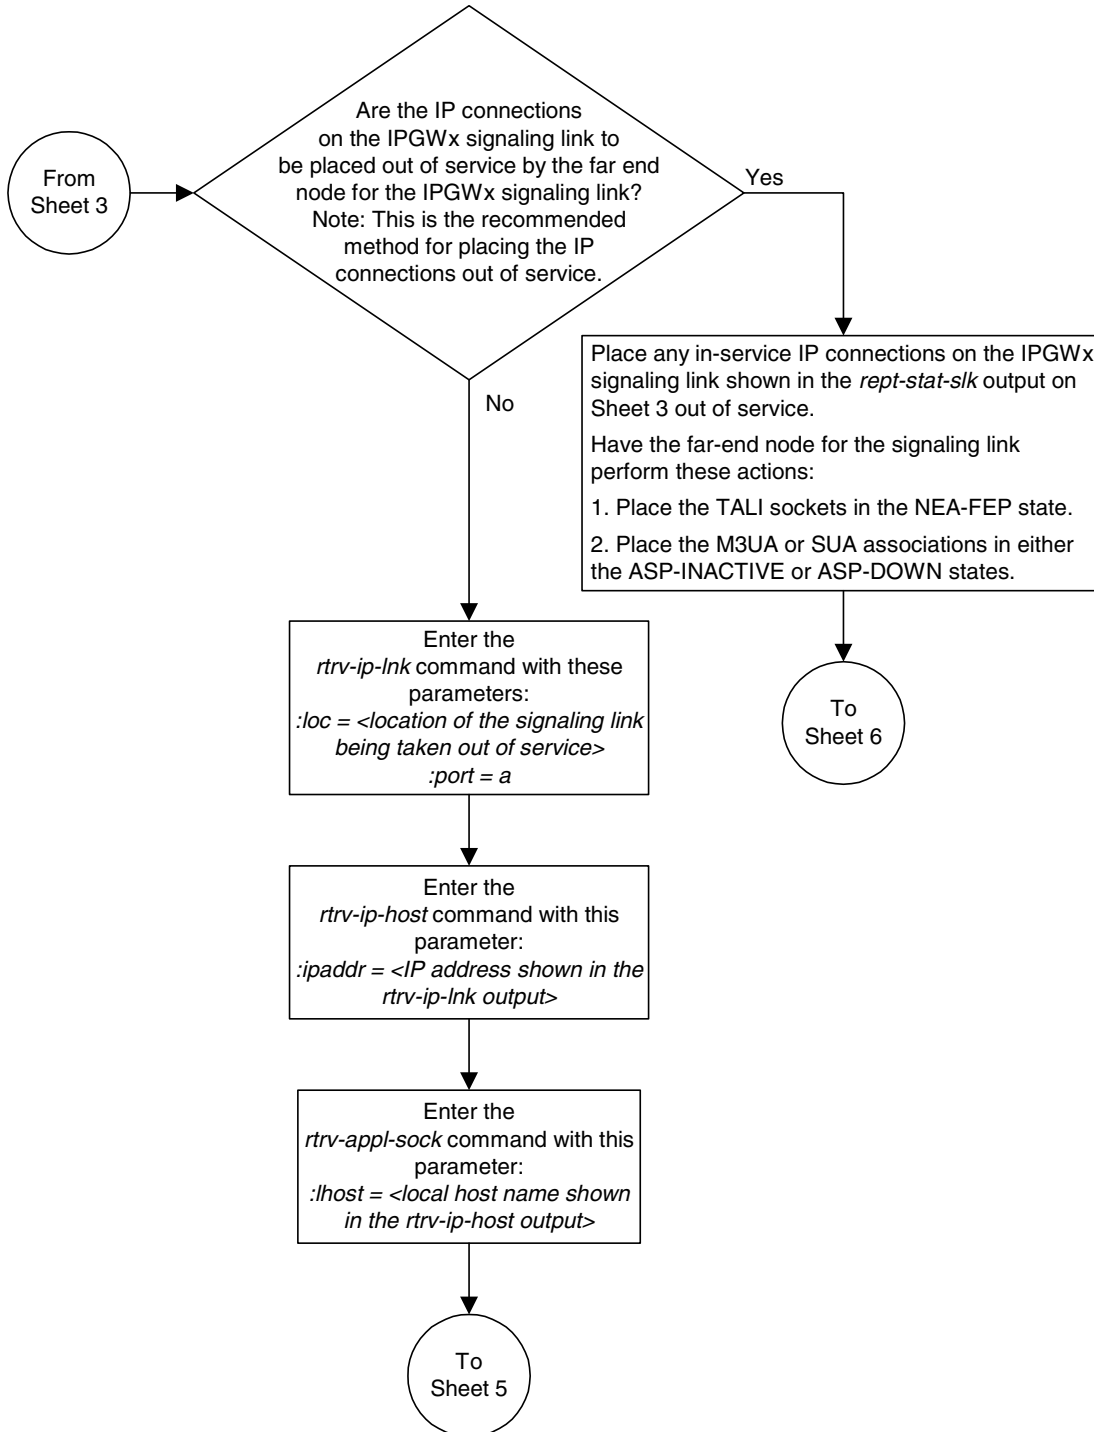 Are the IP connections
on the IPGWx signaling link to
be placed out of service by the far end
node for the IPGWx signaling link?
Note: This is the recommended
method for placing the IP
connections out of service.
From
Sheet 3
Yes
No
Place any in-service IP connections on the IPGWx
signaling link shown in the rept-stat-slk output on
Sheet 3 out of service.
Have the far-end node for the signaling link
perform these actions:
1. Place the TALI sockets in the NEA-FEP state.
2. Place the M3UA or SUA associations in either
the ASP-INACTIVE or ASP-DOWN states.
To
Sheet 6
Enter the
rtrv-ip-lnk command with these
parameters:
:loc = <location of the signaling link
being taken out of service>
:port = a
Enter the
rtrv-ip-host command with this
parameter:
:ipaddr = <IP address shown in the
rtrv-ip-lnk output>
Enter the
rtrv-appl-sock command with this
parameter:
:lhost = <local host name shown
in the rtrv-ip-host output>
To
Sheet 5